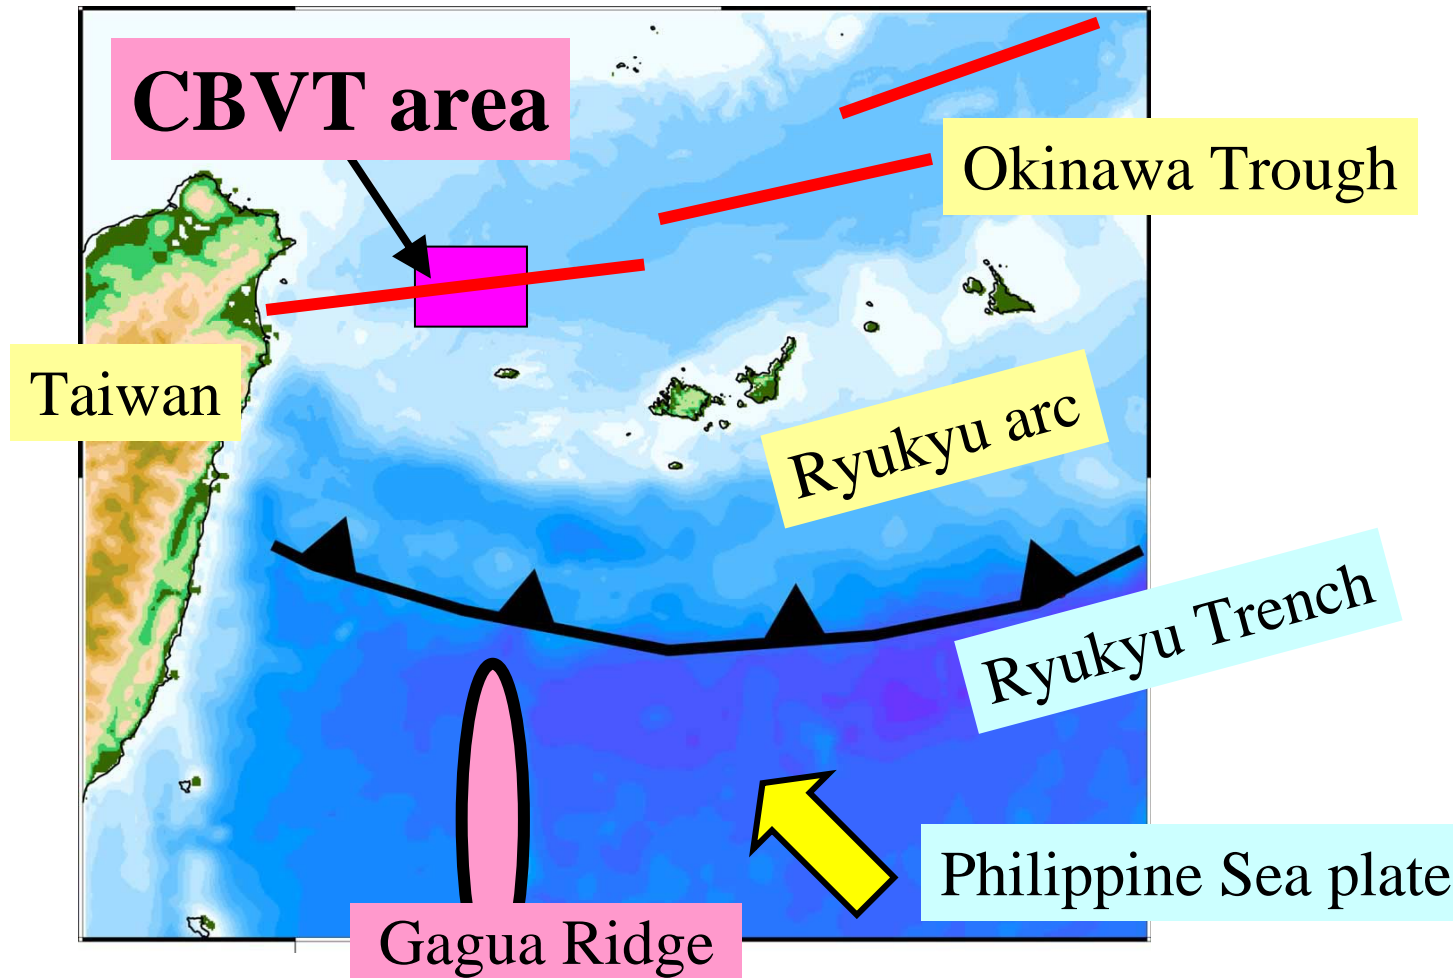 CBVT area
Okinawa Trough
Taiwan
Ryukyu arc
Ryukyu Trench
Philippine Sea plate
Gagua Ridge